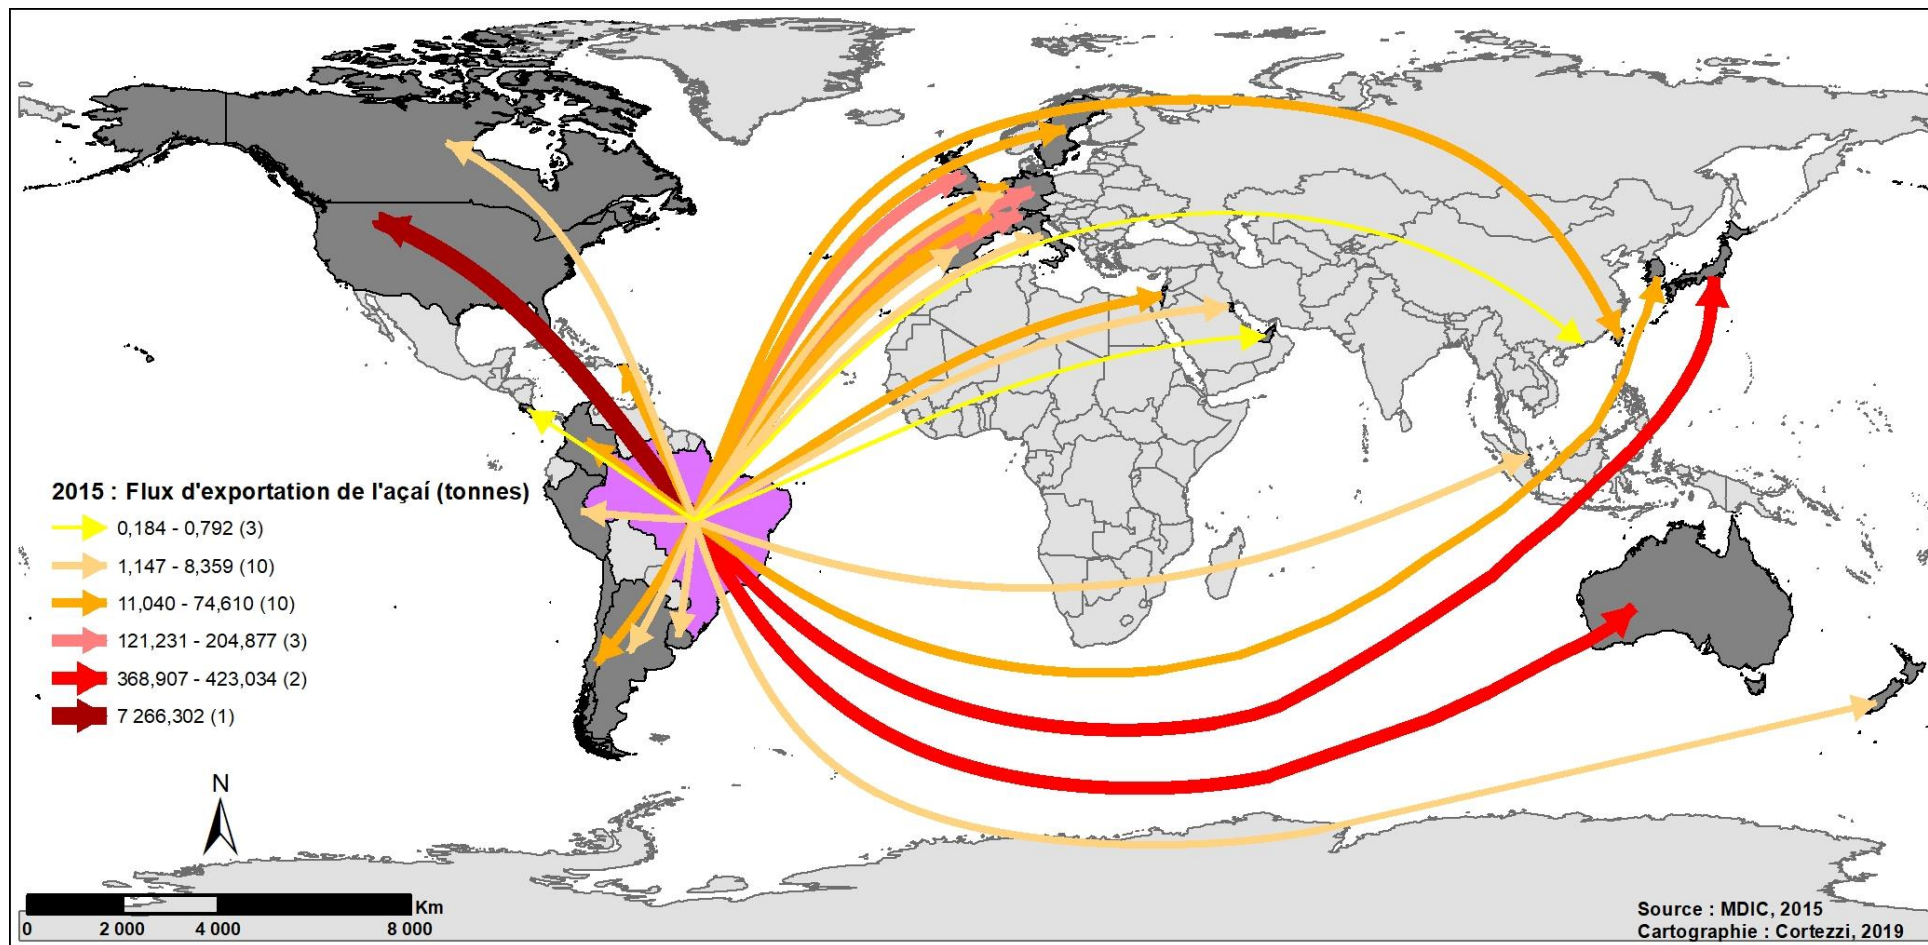 2015 : Flux d'exportation de l'açaí (tonnes)
0,184 - 0,792 (3)
1,147 - 8,359 (10)
11,040 - 74,610 (10)
121,231 - 204,877 (3)
368,907 - 423,034 (2)
7 266,302 (1)
N
Km
0 2 000 4 000 8 000
Source : MDIC, 2015
Cartographie : Cortezzi, 2019